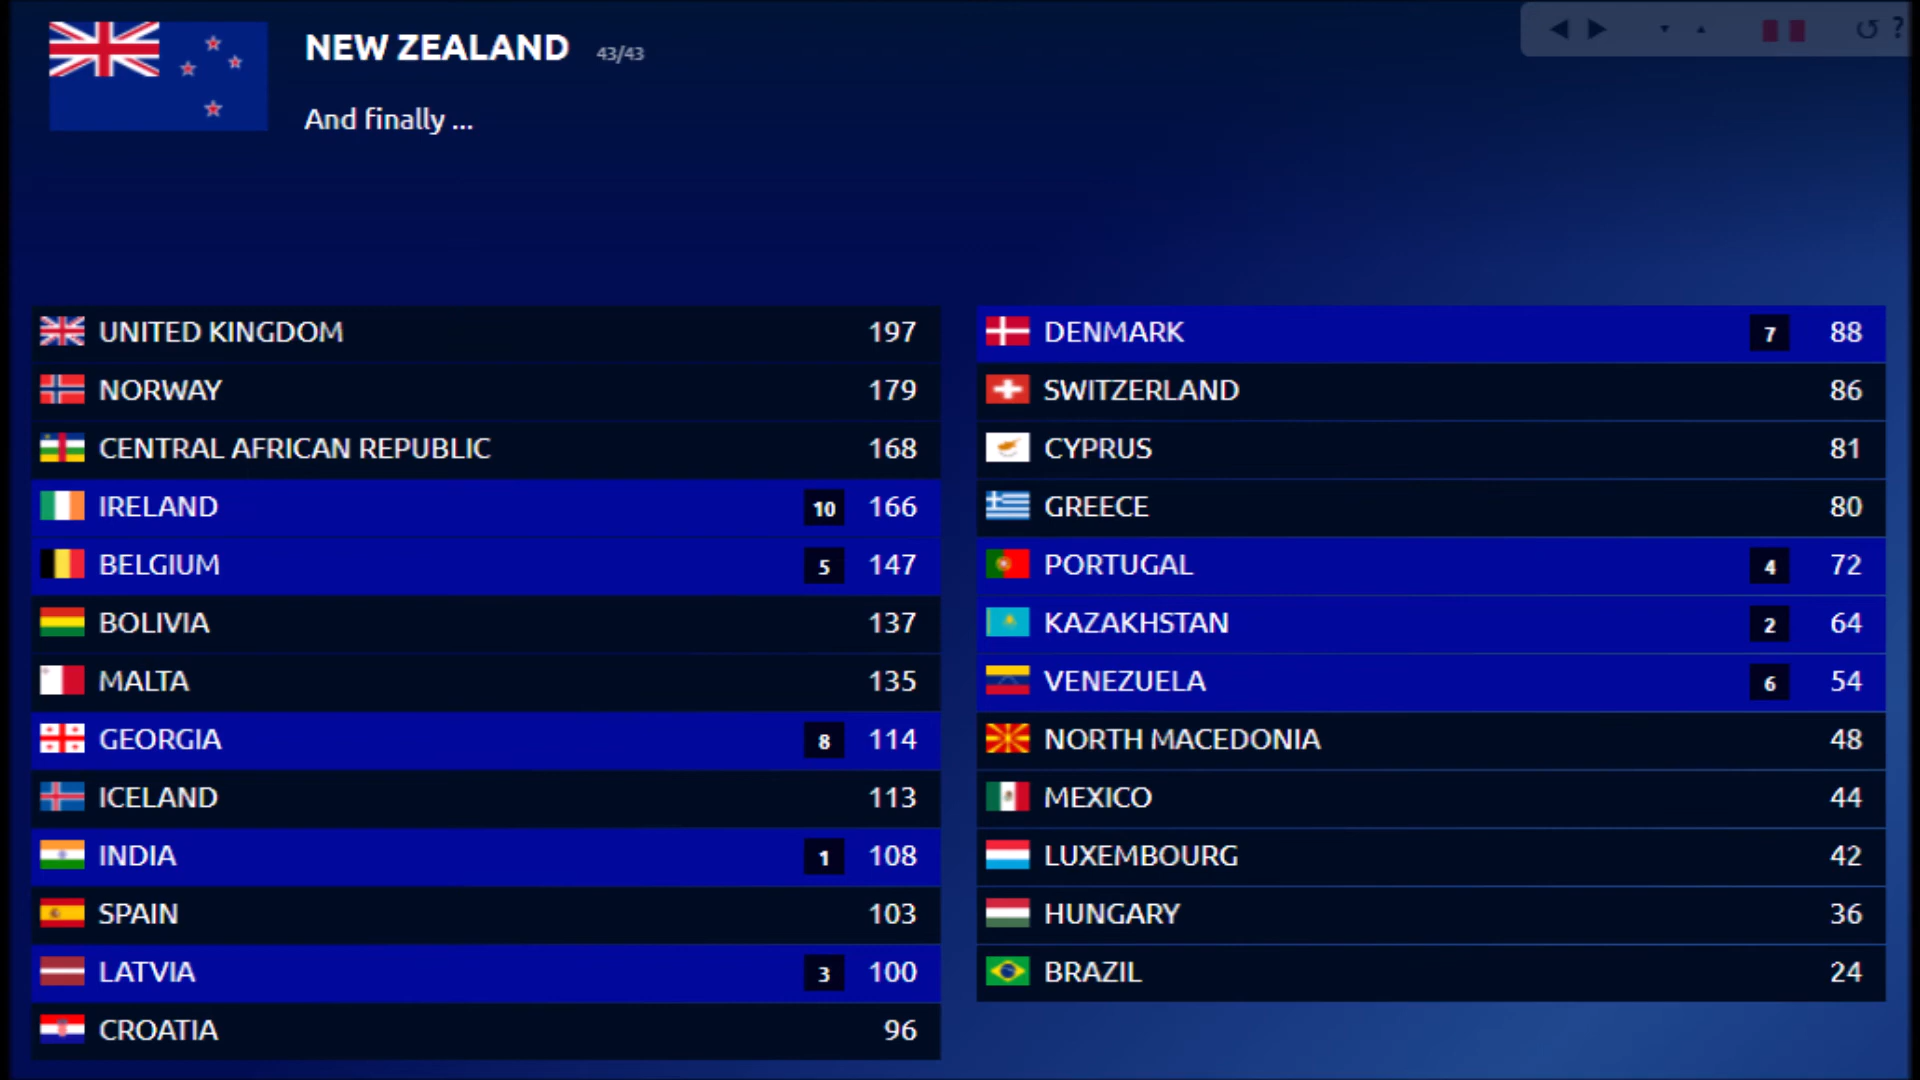 NEW ZEALAND 43/43
And finally ...
?
UNITED KINGDOM 197
NORWAY 179
CENTRAL AFRICAN REPUBLIC 168
IRELAND 10 166
BELGIUM 5 147
BOLIVIA 137
MALTA 135
GEORGIA 8 114
ICELAND 113
INDIA 1 108
SPAIN 103
LATVIA 3 100
CROATIA 96
DENMARK 7 88
SWITZERLAND 86
CYPRUS 81
GREECE 80
PORTUGAL 4 72
KAZAKHSTAN 2 64
VENEZUELA 6 54
NORTH MACEDONIA 48
MEXICO 44
LUXEMBOURG 42
HUNGARY 36
BRAZIL 24